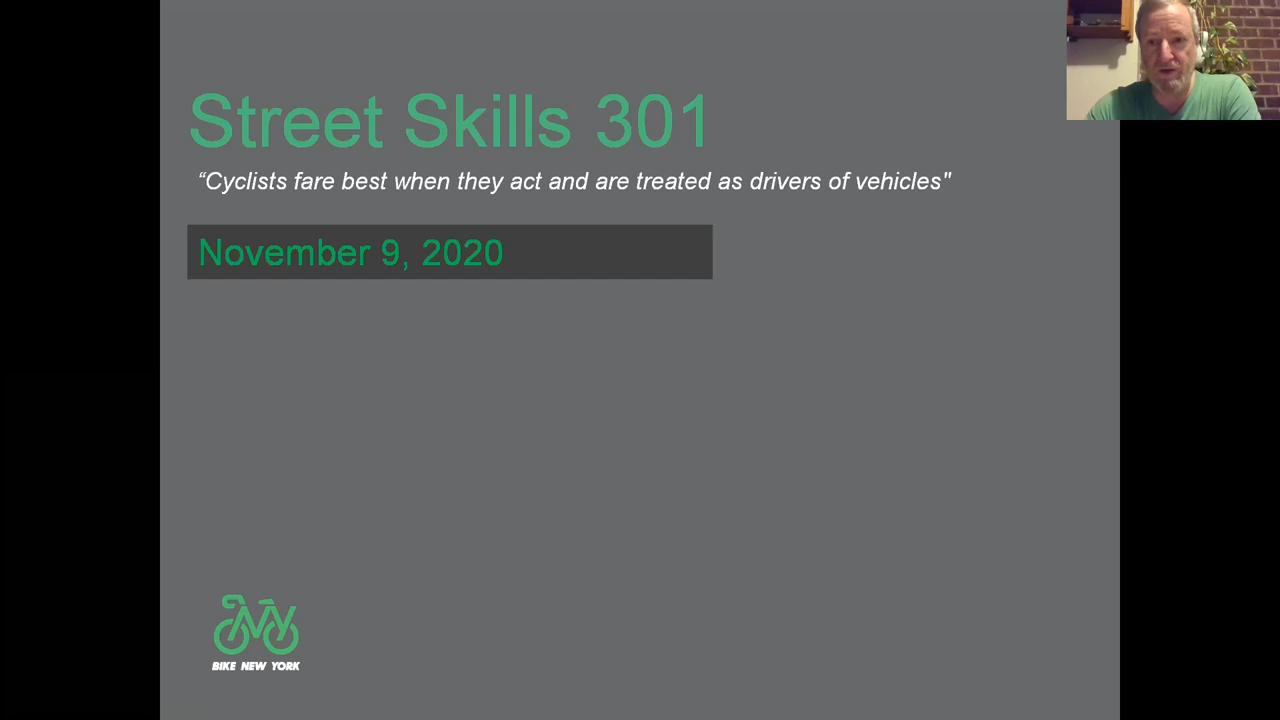 Street Skills 301
“Cyclists fare best when they act and are treated as drivers of vehicles"
November 9, 2020
BIKE NEW YORK